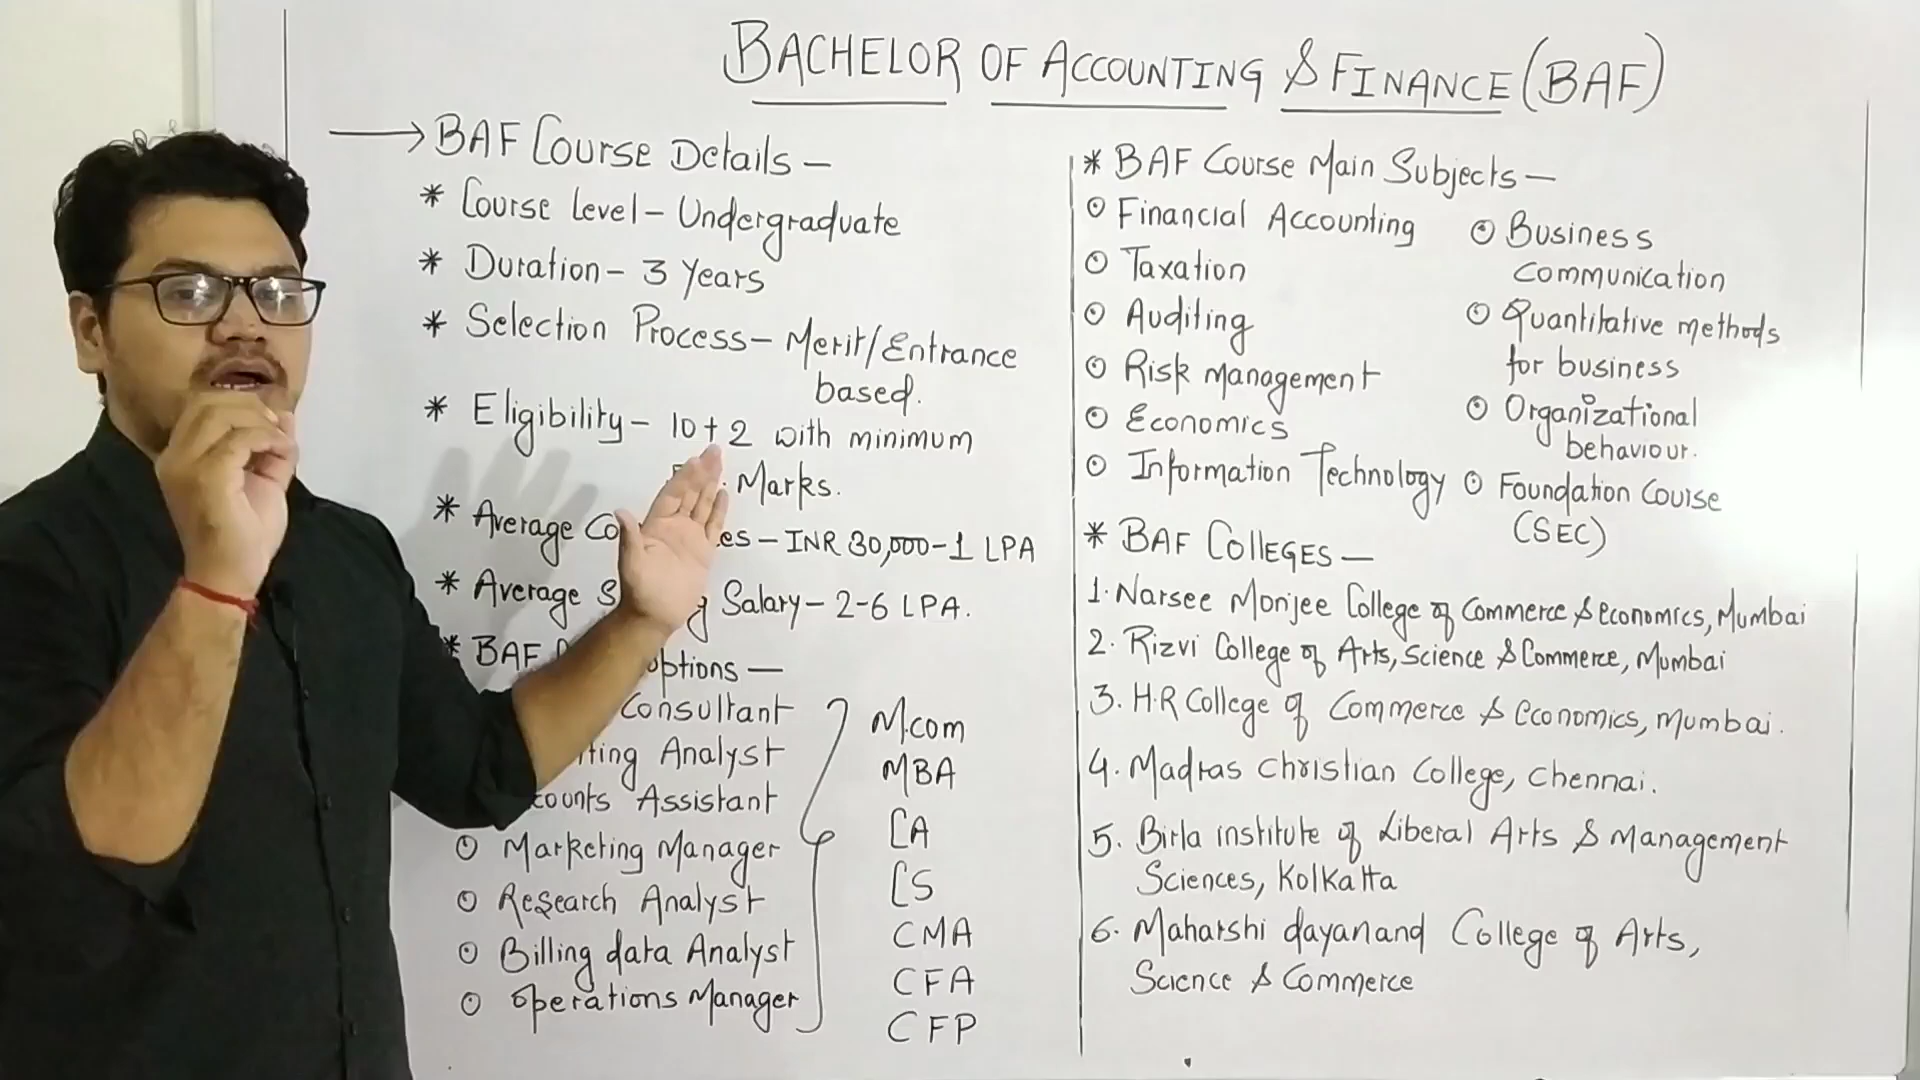 BACHELOR OF ACCOUNTING & FINANCE (BAF)
→ BAF COURSE Details –
* Course Level – Undergraduate
* Duration – 3 Years
* Selection Process – Merit/Entrance
based.
* Eligibility – 10+2 with minimum
Marks.
* Average – INR 30,000-1 LPA
* Average Salary – 2-6 LPA.
* BAF options –
Consultant
Analyst
Assistant
⊙ Marketing Manager
⊙ Research Analyst
⊙ Billing data Analyst
⊙ Operations Manager
M.com
MBA
CA
CS
CMA
CFA
CFP
* BAF Course Main Subjects –
⊙ Financial Accounting
⊙ Taxation
⊙ Auditing
⊙ Risk Management
⊙ Economics
⊙ Information Technology
⊙ Business
Communication
⊙ Quantitative methods
for business
⊙ Organizational
behaviour.
⊙ Foundation Course
(SEC)
* BAF COllEGES –
1. Narsee Monjee College of Commerce & Economics, Mumbai
2. Rizvi College of Arts, Science & Commerce, Mumbai
3. H.R College of Commerce & Economics, Mumbai.
4. Madras Christian College, Chennai.
5. Birla institute of Liberal Arts & Management
Sciences, Kolkatta
6. Maharshi dayanand College of Arts,
Science & Commerce